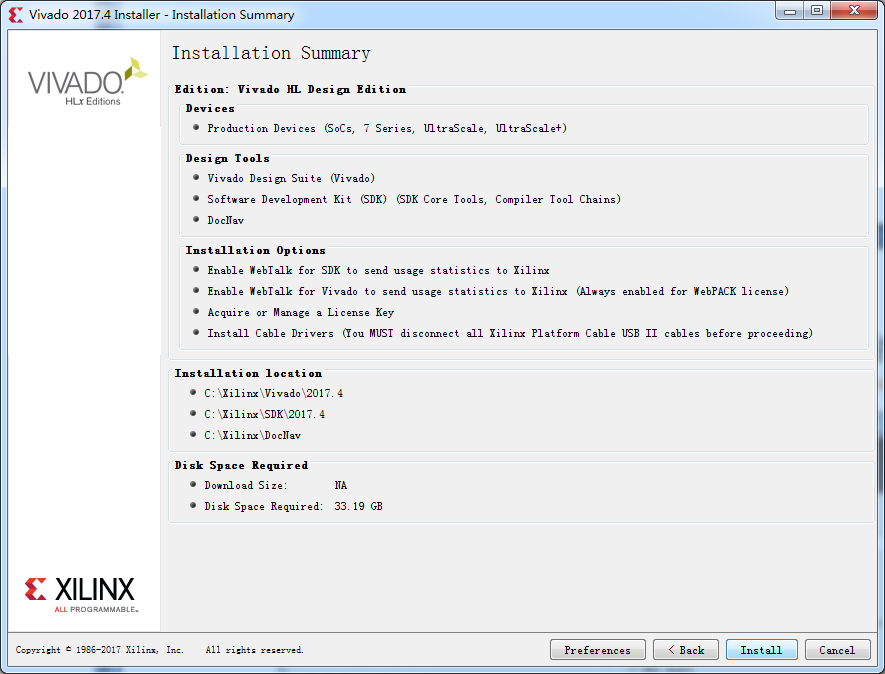 Vivado 2017.4 Installer - Installation Summary
VIVADO.
HLx Editions
Installation Summary
Edition: Vivado HL Design Edition
Devices
Production Devices (SoCs, 7 Series, UltraScale, UltraScale+)
Design Tools
Vivado Design Suite (Vivado)
Software Development Kit (SDK) (SDK Core Tools, Compiler Tool Chains)
DocNav
Installation Options
Enable WebTalk for SDK to send usage statistics to Xilinx
Enable WebTalk for Vivado to send usage statistics to Xilinx (Always enabled for WebPACK license)
Acquire or Manage a License Key
Install Cable Drivers (You MUST disconnect all Xilinx Platform Cable USB II cables before proceeding)
Installation location
C:\Xilinx\Vivado\2017.4
C:\Xilinx\SDK\2017.4
C:\Xilinx\DocNav
Disk Space Required
Download Size: NA
Disk Space Required: 33.19 GB
XILINX
ALL PROGRAMMABLE™
Copyright © 1986-2017 Xilinx, Inc. All rights reserved.
Preferences < Back Install Cancel